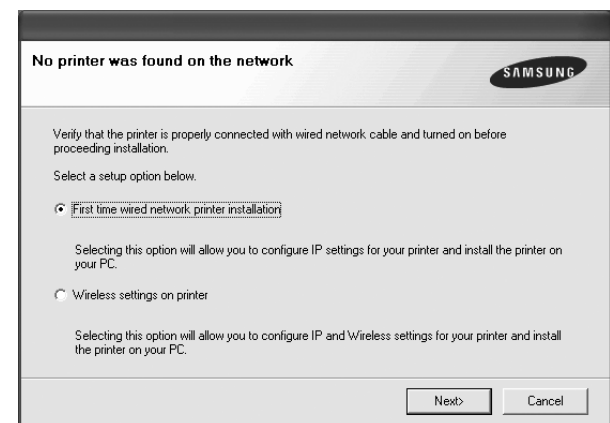 No printer was found on the network
SAMSUNG
Verify that the printer is properly connected with wired network cable and turned on before
proceeding installation.
Select a setup option below.
First time wired network printer installation
Selecting this option will allow you to configure IP settings for your printer and install the printer on
your PC.
Wireless settings on printer
Selecting this option will allow you to configure IP and Wireless settings for your printer and install
the printer on your PC.
Next>
Cancel